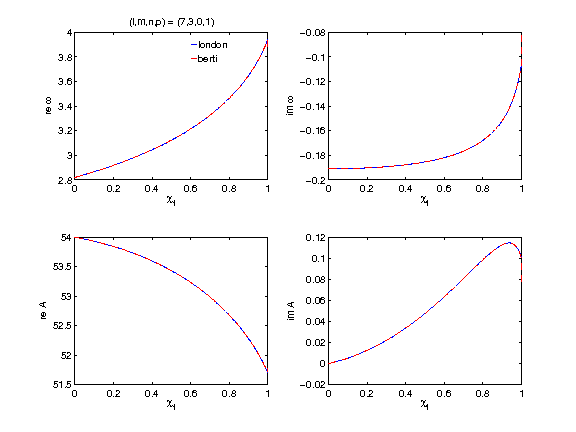 (l,m,n,p) = (7,3,0,1)
4
3.8
3.6
3.4
3.2
3
2.8
re ω
0 0.2 0.4 0.6 0.8 1
χf
london
berti
-0.08
-0.1
-0.12
-0.14
-0.16
-0.18
-0.2
im ω
0 0.2 0.4 0.6 0.8 1
χf
54
53.5
53
52.5
52
51.5
re A
0 0.2 0.4 0.6 0.8 1
χf
0.12
0.1
0.08
0.06
0.04
0.02
0
-0.02
im A
0 0.2 0.4 0.6 0.8 1
χf